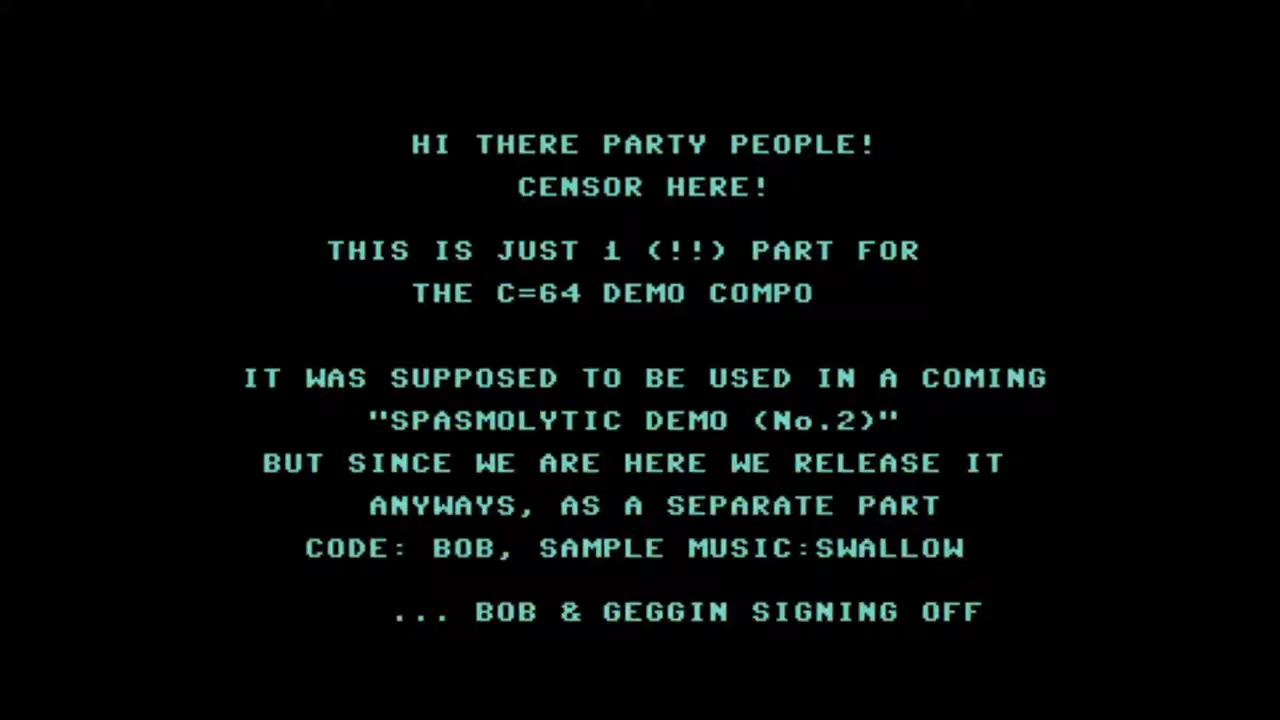 HI THERE PARTY PEOPLE!
CENSOR HERE!
THIS IS JUST 1 (!!) PART FOR
THE C=64 DEMO COMPO
IT WAS SUPPOSED TO BE USED IN A COMING
"SPASMOLYTIC DEMO (No.2)"
BUT SINCE WE ARE HERE WE RELEASE IT
ANYWAYS, AS A SEPARATE PART
CODE: BOB, SAMPLE MUSIC:SWALLOW
... BOB & GEGGIN SIGNING OFF